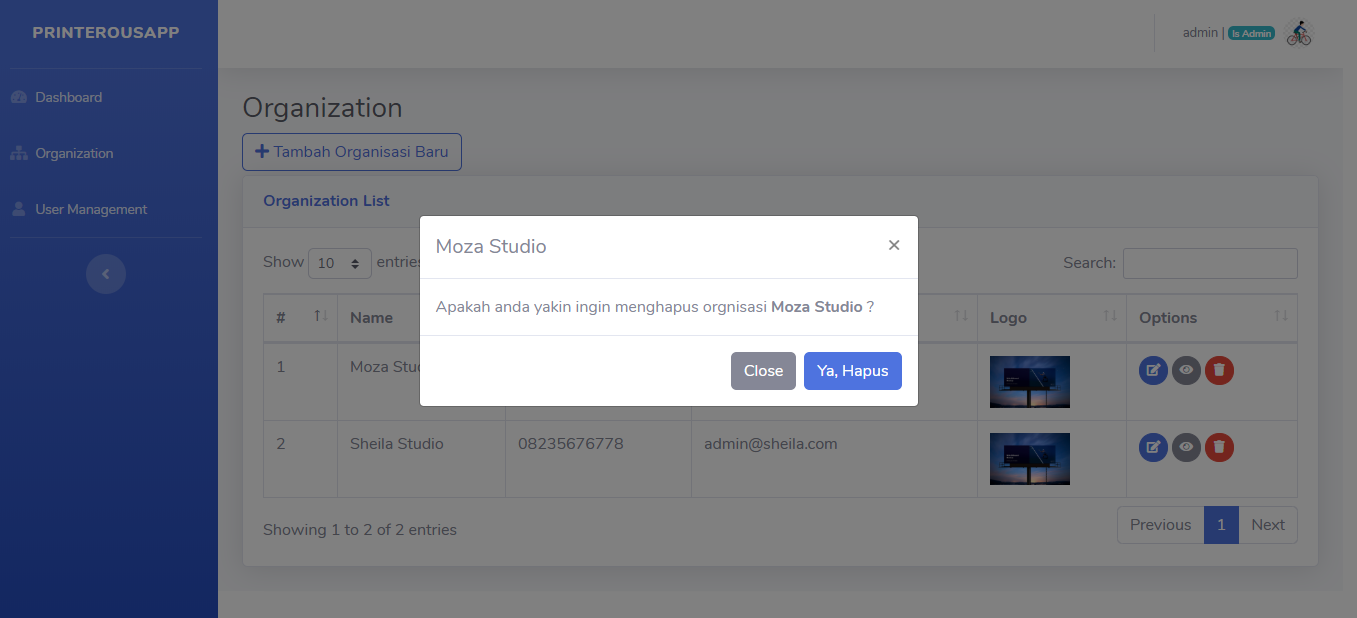 PRINTEROUSAPP
admin | Is Admin
Dashboard
Organization
User Management
Organization
+ Tambah Organisasi Baru
Organization List
Show 10 entries
Search:
# Name Logo Options
1 Moza Stu
2 Sheila Studio 08235676778 admin@sheila.com
Showing 1 to 2 of 2 entries
Previous 1 Next
Moza Studio ×
Apakah anda yakin ingin menghapus orgnisasi Moza Studio ?
Close Ya, Hapus